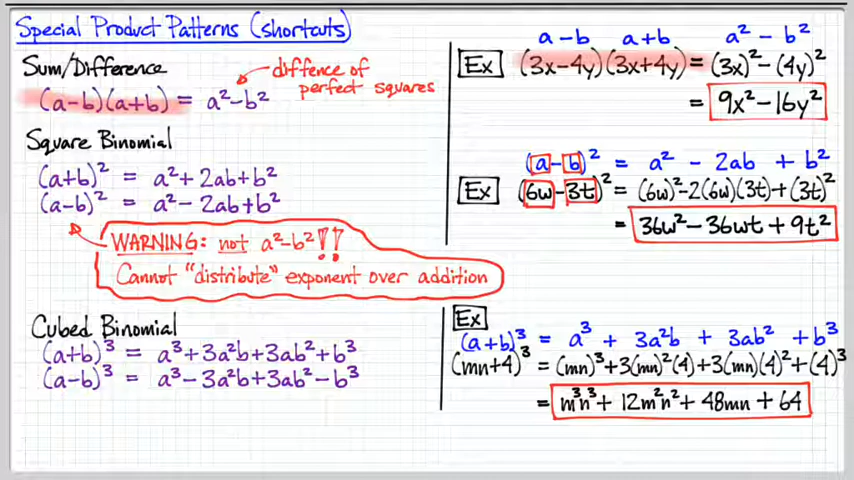 Special Product Patterns (shortcuts)
Sum/Difference
(a-b)(a+b) = a²-b²
diffence of
perfect squares
Square Binomial
(a+b)² = a²+2ab+b²
(a-b)² = a²-2ab+b²
WARNING: not a²-b²!!
Cannot "distribute" exponent over addition
Cubed Binomial
(a+b)³ = a³+3a²b+3ab²+b³
(a-b)³ = a³-3a²b+3ab²-b³
a-b a+b a² - b²
Ex (3x-4y)(3x+4y) = (3x)²-(4y)²
= 9x²-16y²
(a-b)² = a² - 2ab + b²
Ex (6w-3t)² = (6w)²-2(6w)(3t)+(3t)²
= 36w²-36wt+9t²
Ex
(a+b)³ = a³ + 3a²b + 3ab² + b³
(mn+4)³ = (mn)³+3(mn)²(4)+3(mn)(4)²+(4)³
= m³n³+12m²n²+48mn+64